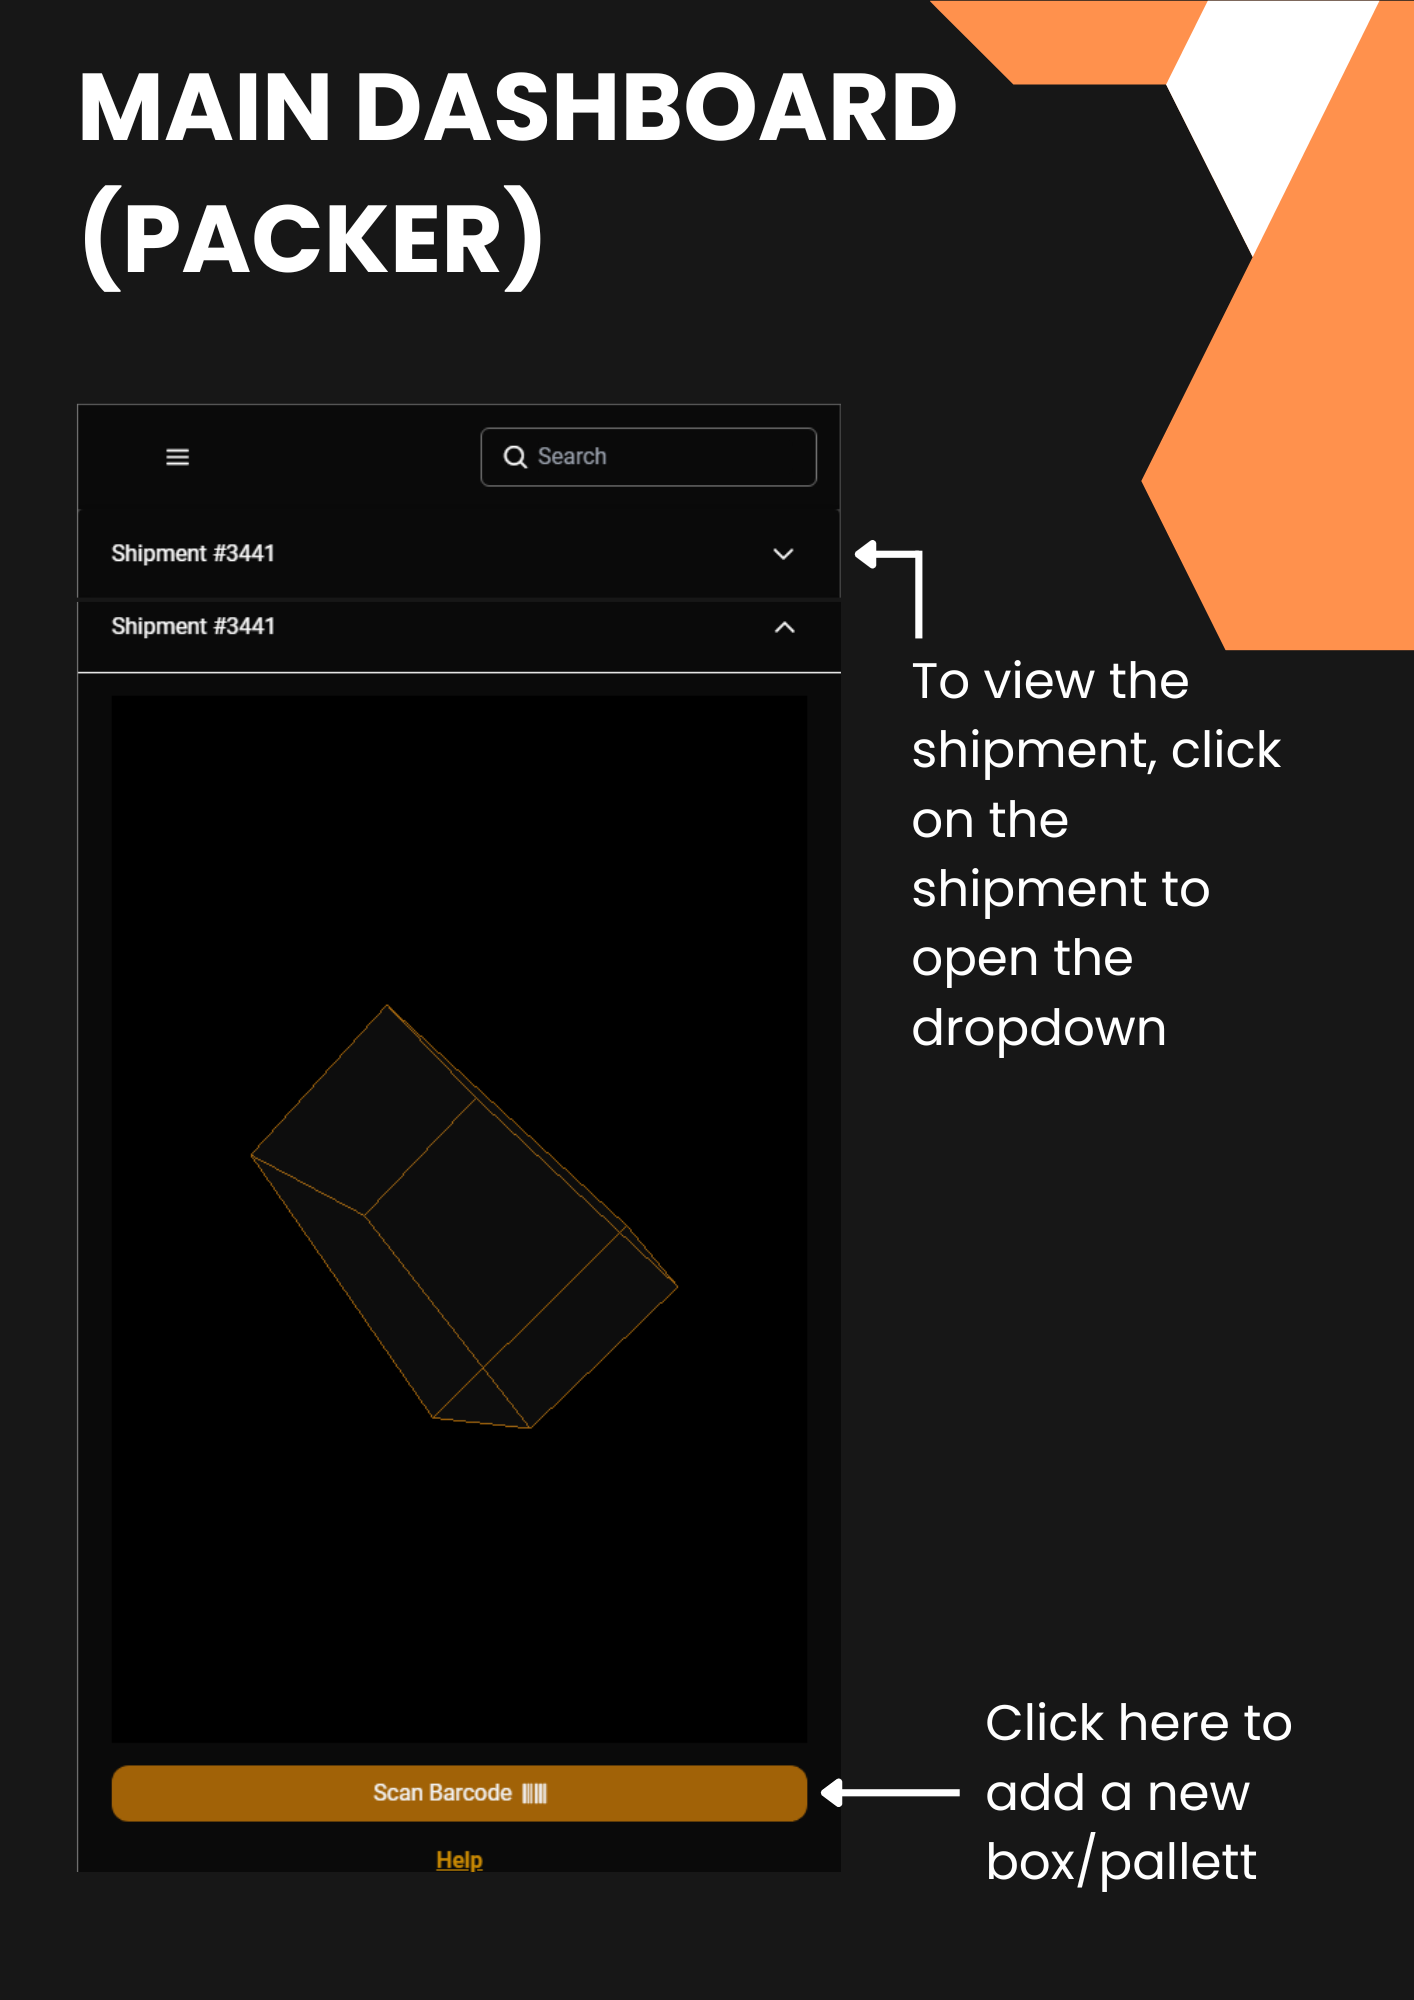 MAIN DASHBOARD
(PACKER)
Search
Shipment #3441
Shipment #3441
To view the
shipment, click
on the
shipment to
open the
dropdown
Click here to
add a new
box/pallett
Scan Barcode
Help